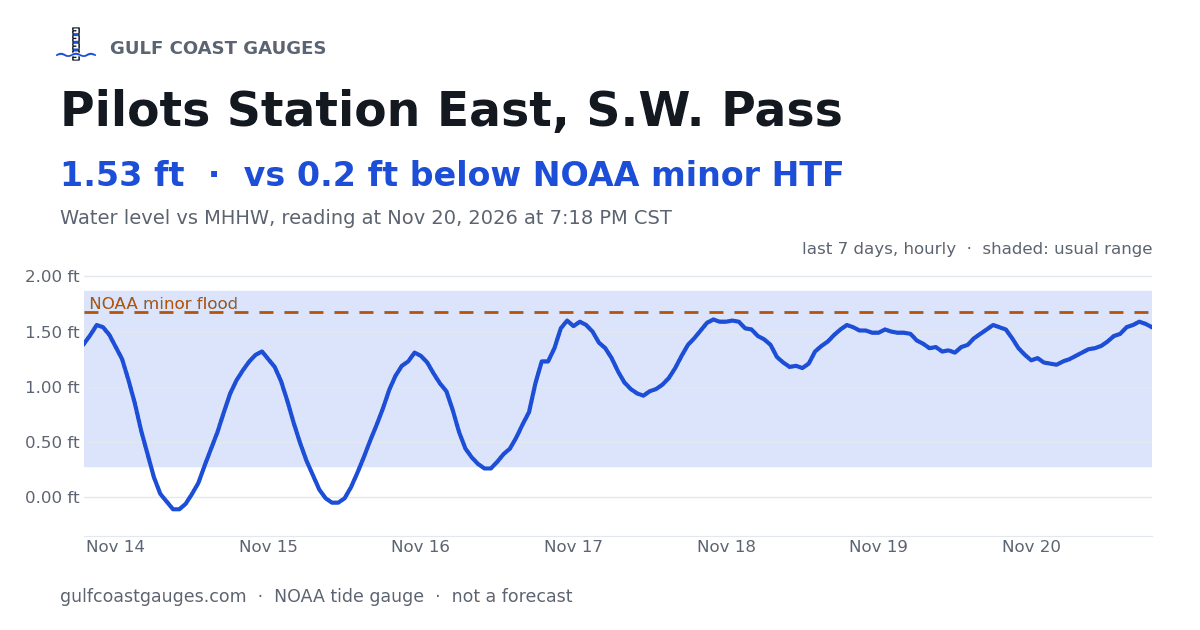 GULF COAST GAUGES
Pilots Station East, S.W. Pass
1.53 ft · vs 0.2 ft below NOAA minor HTF
Water level vs MHHW, reading at Nov 20, 2026 at 7:18 PM CST
last 7 days, hourly · shaded: usual range
2.00 ft
NOAA minor flood
1.50 ft
1.00 ft
0.50 ft
0.00 ft
Nov 14 Nov 15 Nov 16 Nov 17 Nov 18 Nov 19 Nov 20
gulfcoastgauges.com · NOAA tide gauge · not a forecast